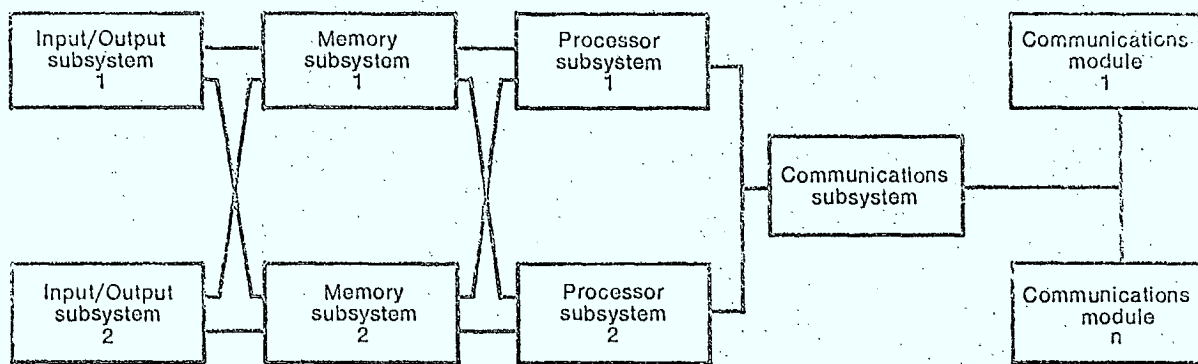 Input/Output
subsystem
1
Memory
subsystem
1
Processor
subsystem
1
Communications
module
1
Communications
subsystem
Input/Output
subsystem
2
Memory
subsystem
2
Processor
subsystem
2
Communications
module
n